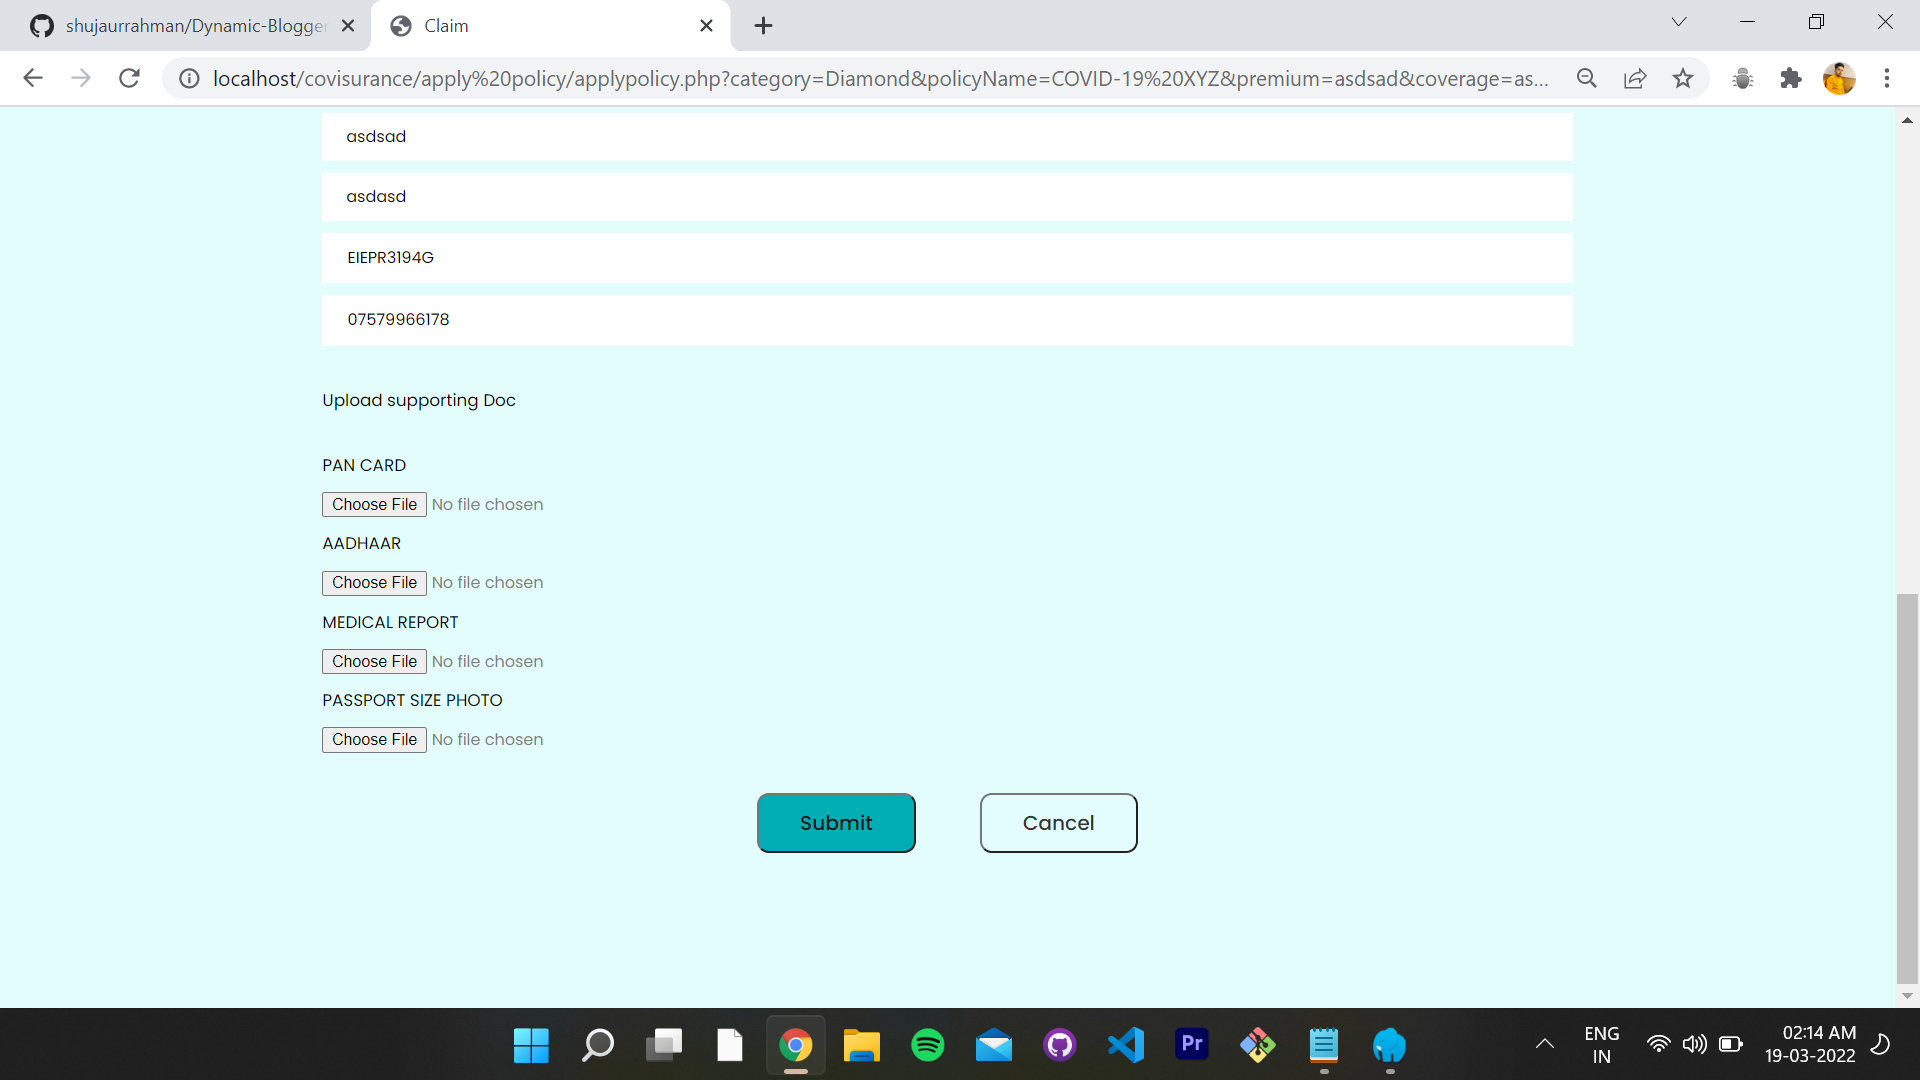 shujaurrahman/Dynamic-Blogger
Claim
localhost/covisurance/apply%20policy/applypolicy.php?category=Diamond&policyName=COVID-19%20XYZ&premium=asdsad&coverage=as...
asdsad
asdasd
EIEPR3194G
07579966178
Upload supporting Doc
PAN CARD
Choose File No file chosen
AADHAAR
Choose File No file chosen
MEDICAL REPORT
Choose File No file chosen
PASSPORT SIZE PHOTO
Choose File No file chosen
Submit Cancel
Pr
ENG
IN
02:14 AM
19-03-2022